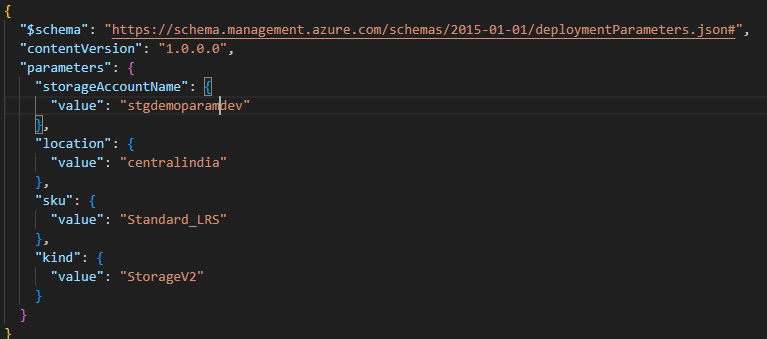 {
"$schema": "https://schema.management.azure.com/schemas/2015-01-01/deploymentParameters.json#",
"contentVersion": "1.0.0.0",
"parameters": {
"storageAccountName": {
"value": "stgdemoparamdev"
},
"location": {
"value": "centralindia"
},
"sku": {
"value": "Standard_LRS"
},
"kind": {
"value": "StorageV2"
}
}
}